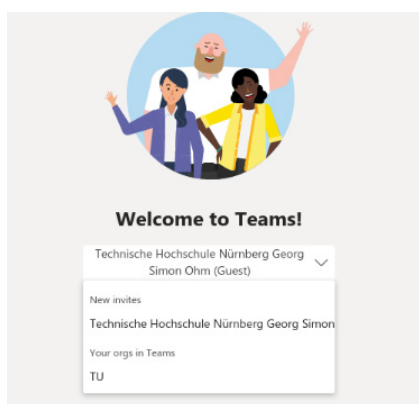 Welcome to Teams!
Technische Hochschule Nürnberg Georg
Simon Ohm (Guest)
New invites
Technische Hochschule Nürnberg Georg Simon
Your orgs in Teams
TU